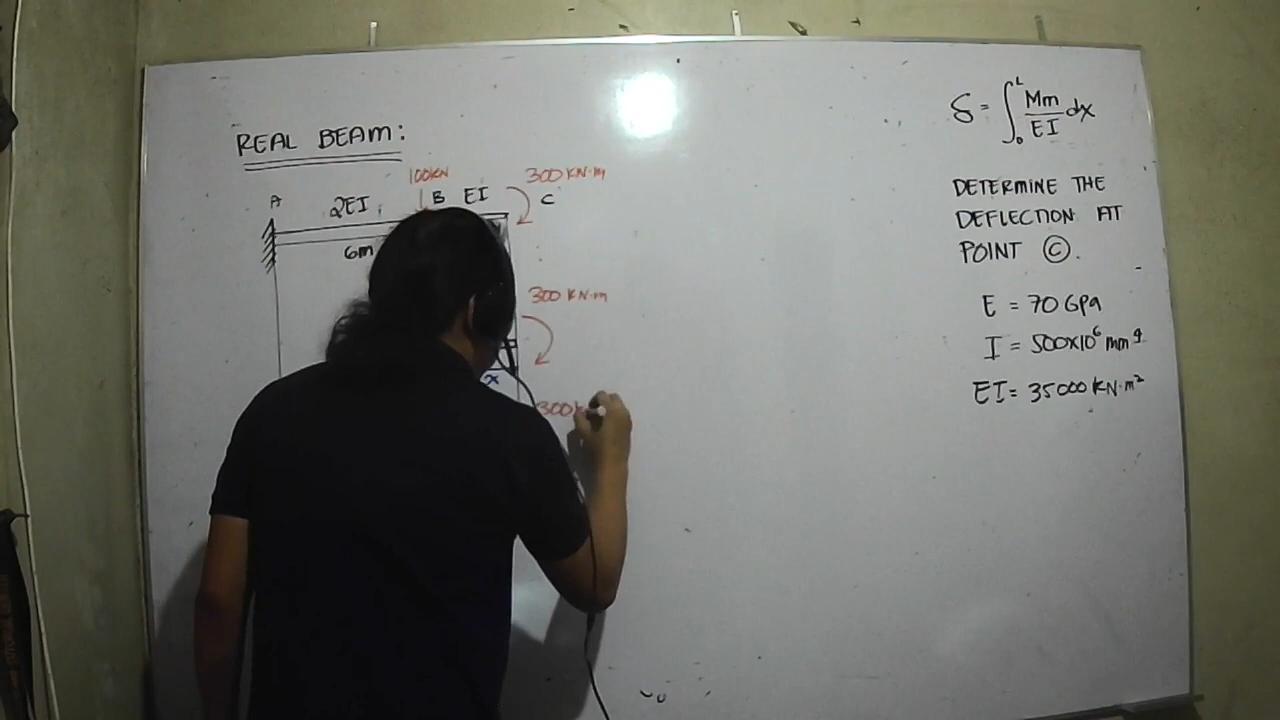 REAL BEAM:
100KN
300 KN·m
A
2EI
B
EI
C
6m
300 KN·m
x
300
δ = ∫₀ᴸ Mm/EI dx
DETERMINE THE
DEFLECTION AT
POINT Ⓒ.
E = 70 GPa
I = 500x10⁶ mm⁴
EI = 35000 KN·m²